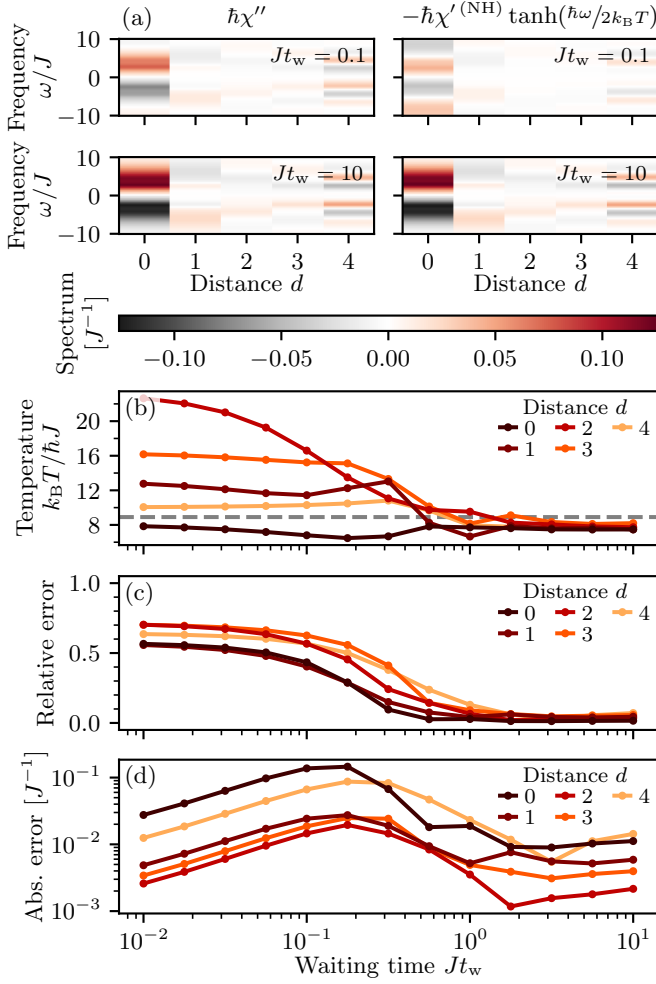 ħχ′′ −ħχ′ (NH) tanh(ħω/2k_BT)
(a)
Frequency
ω/J
10
0
−10
Jt_w = 0.1
Jt_w = 0.1
Frequency
ω/J
10
0
−10
Jt_w = 10
Jt_w = 10
0 1 2 3 4
0 1 2 3 4
Distance d
Distance d
Spectrum
[J⁻¹]
−0.10 −0.05 0.00 0.05 0.10
(b)
Temperature
k_BT/ħJ
22
16
12
8
Distance d
0 2 4
1 3
(c)
Relative error
1.0
0.5
0.0
Distance d
0 2 4
1 3
(d)
Abs. error [J⁻¹]
10⁻¹
10⁻²
10⁻³
Distance d
0 2 4
1 3
10⁻² 10⁻¹ 10⁰ 10¹
Waiting time Jt_w